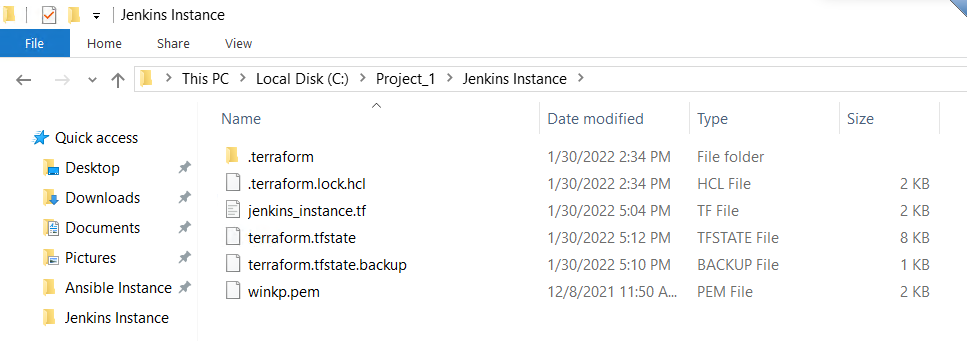 Jenkins Instance
File Home Share View
This PC Local Disk (C:) Project_1 Jenkins Instance
Name Date modified Type Size
Quick access
Desktop
Downloads
Documents
Pictures
Ansible Instance
Jenkins Instance
.terraform 1/30/2022 2:34 PM File folder
.terraform.lock.hcl 1/30/2022 2:34 PM HCL File 2 KB
jenkins_instance.tf 1/30/2022 5:04 PM TF File 2 KB
terraform.tfstate 1/30/2022 5:12 PM TFSTATE File 8 KB
terraform.tfstate.backup 1/30/2022 5:10 PM BACKUP File 1 KB
winkp.pem 12/8/2021 11:50 A... PEM File 2 KB